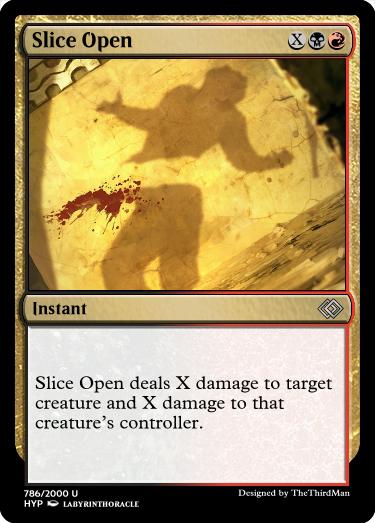 Slice Open X
Instant
Slice Open deals X damage to target
creature and X damage to that
creature's controller.
786/2000 U
Designed by TheThirdMan
HYP LABYRINTHORACLE